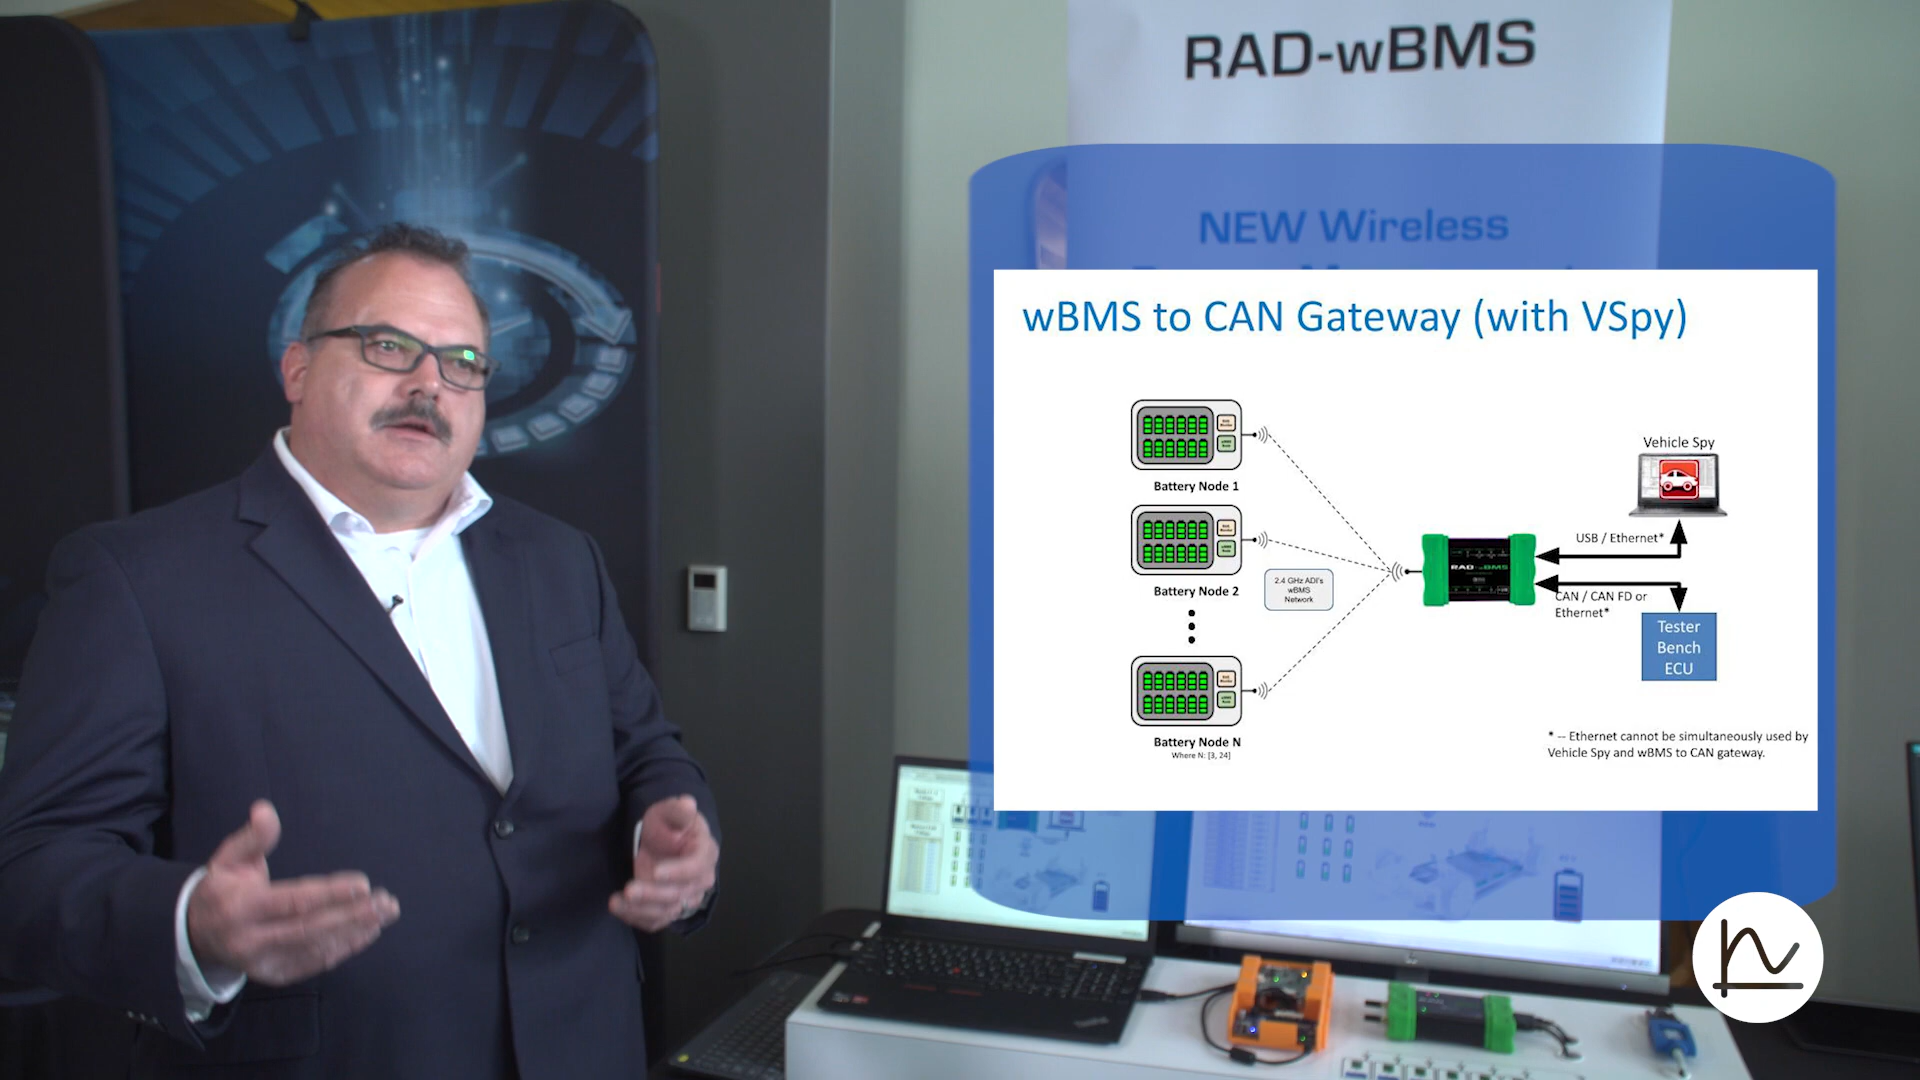 RAD-wBMS
NEW Wireless
wBMS to CAN Gateway (with VSpy)
Battery Node 1
Battery Node 2
Battery Node N
Where N: [3, 24]
2.4 GHz ADI's
wBMS
Network
RAD-wBMS
Vehicle Spy
USB / Ethernet*
CAN / CAN FD or
Ethernet*
Tester
Bench
ECU
* -- Ethernet cannot be simultaneously used by
Vehicle Spy and wBMS to CAN gateway.